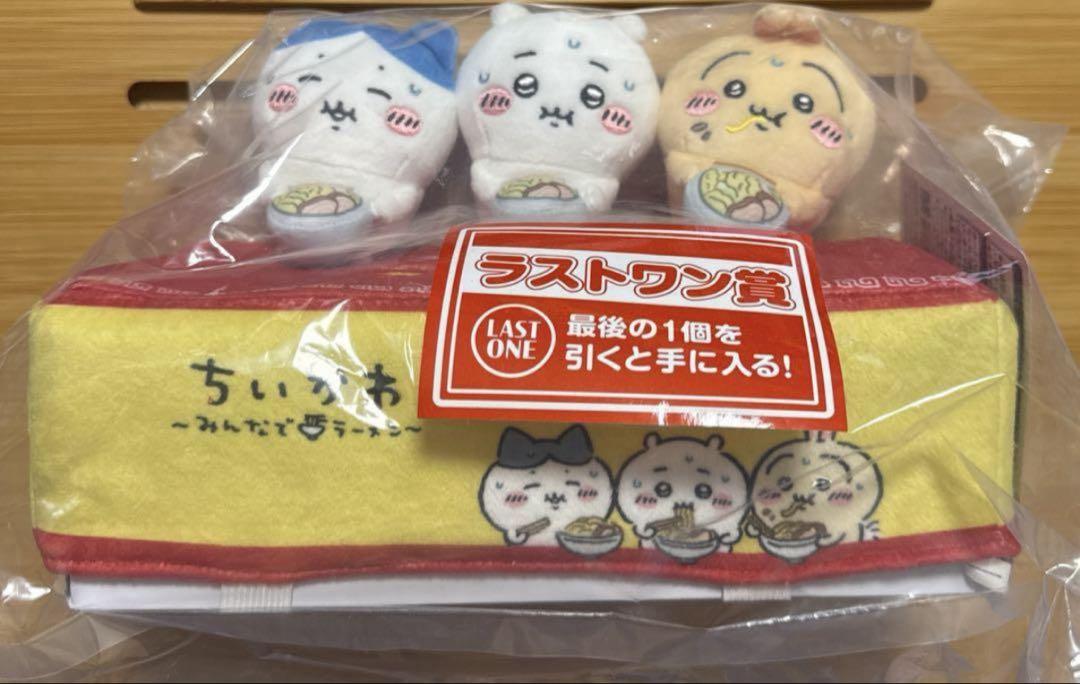 ラストワン賞
LAST
ONE
最後の1個を
引くと手に入る!
ちいかわ
~みんなでラーメン~